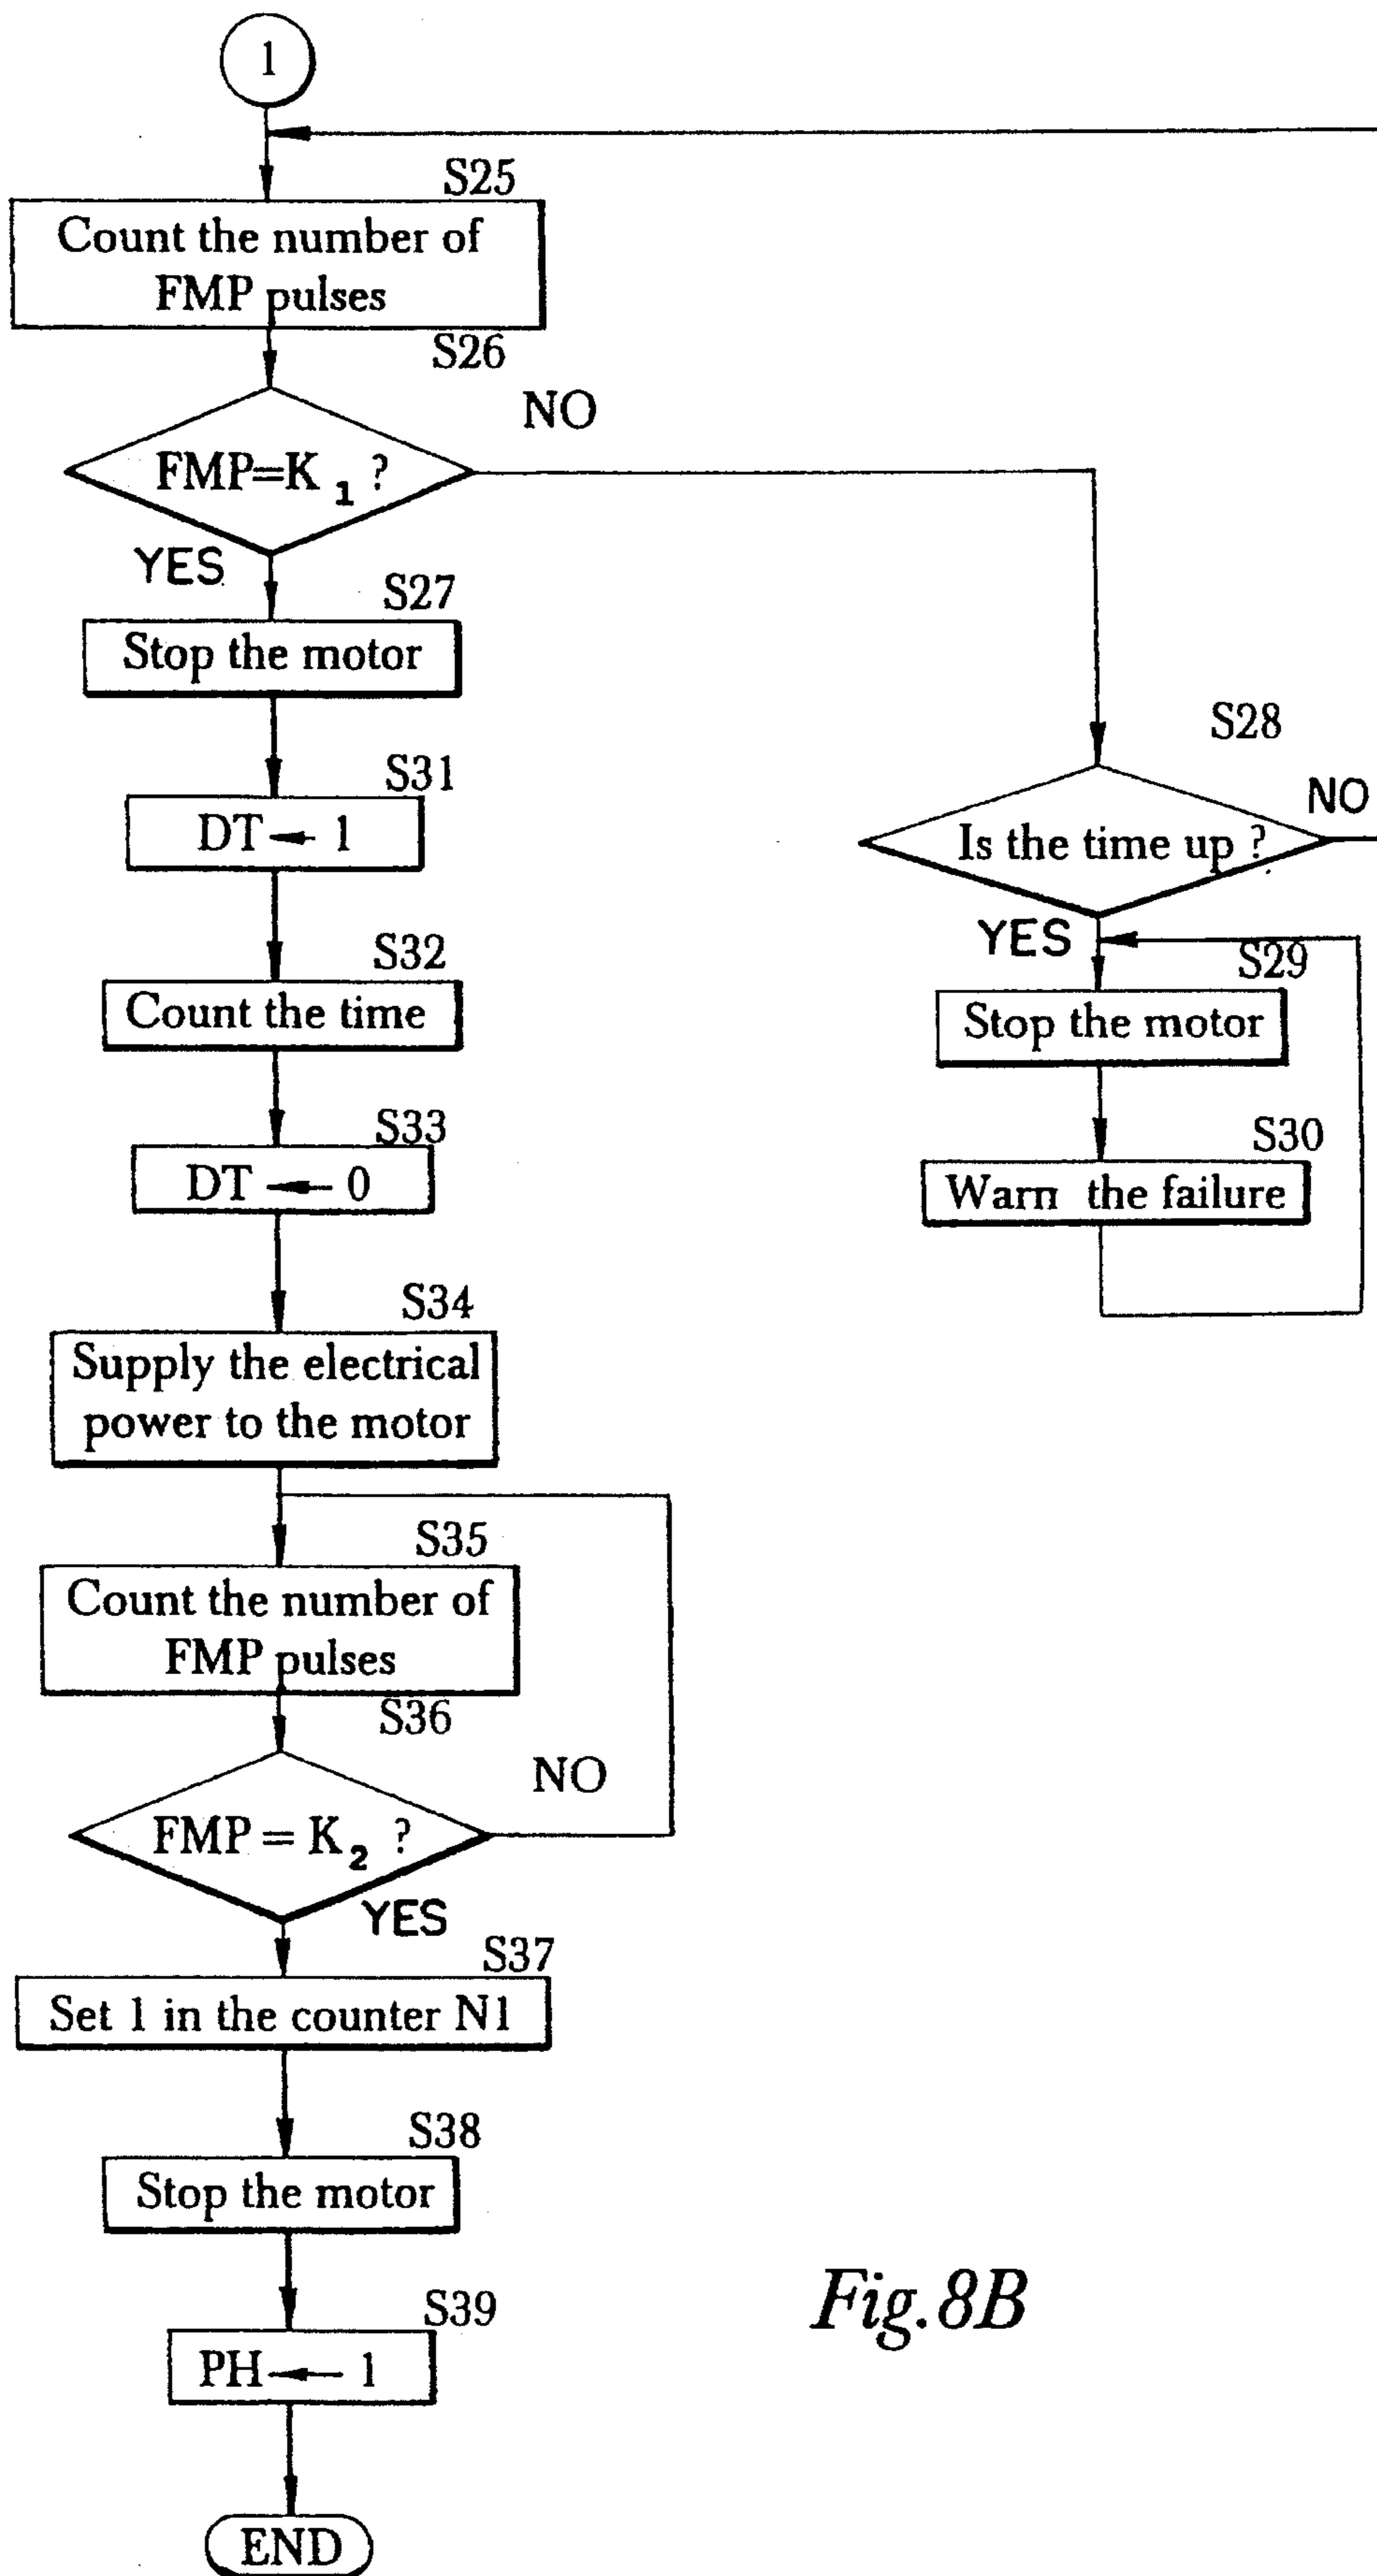 1
S25
Count the number of
FMP pulses
S26
FMP=K₁ ?
NO
YES
S27
Stop the motor
S28
Is the time up ?
NO
YES
S29
Stop the motor
S30
Warn the failure
S31
DT ← 1
S32
Count the time
S33
DT ← 0
S34
Supply the electrical
power to the motor
S35
Count the number of
FMP pulses
S36
FMP = K₂ ?
NO
YES
S37
Set 1 in the counter N1
S38
Stop the motor
S39
PH ← 1
END
Fig. 8B